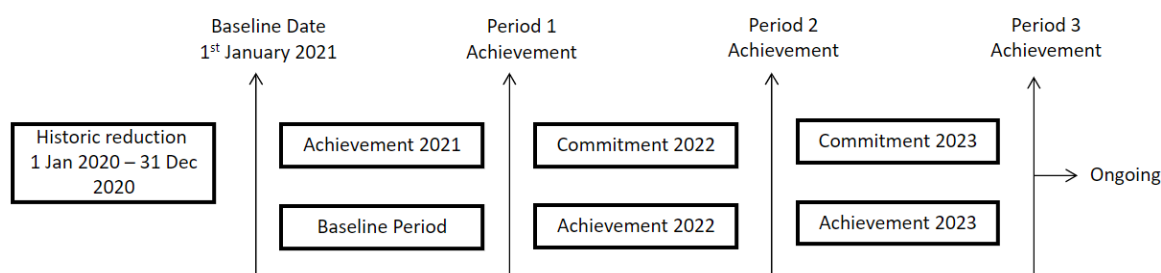 Baseline Date
1st January 2021
Period 1
Achievement
Period 2
Achievement
Period 3
Achievement
Historic reduction
1 Jan 2020 – 31 Dec
2020
Achievement 2021
Baseline Period
Commitment 2022
Achievement 2022
Commitment 2023
Achievement 2023
Ongoing